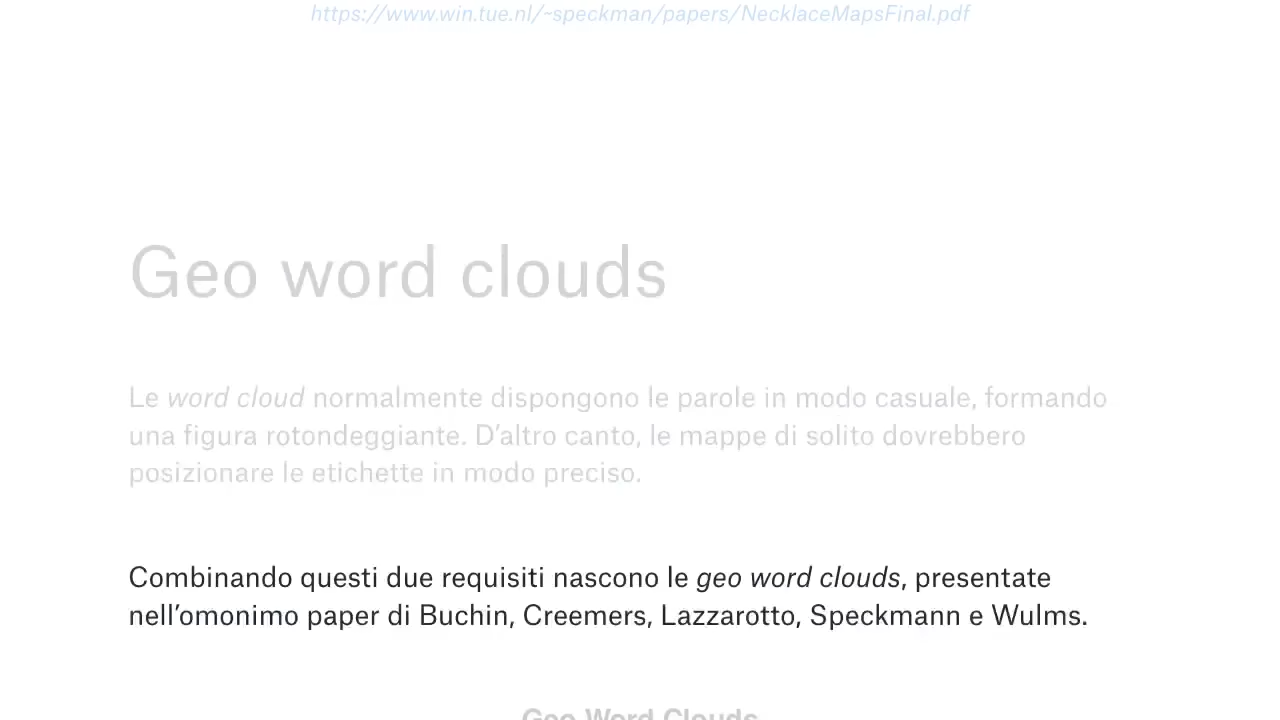 https://www.win.tue.nl/~speckman/papers/NecklaceMapsFinal.pdf
Geo word clouds
Le word cloud normalmente dispongono le parole in modo casuale, formando
una figura rotondeggiante. D’altro canto, le mappe di solito dovrebbero
posizionare le etichette in modo preciso.
Combinando questi due requisiti nascono le geo word clouds, presentate
nell’omonimo paper di Buchin, Creemers, Lazzarotto, Speckmann e Wulms.
Geo Word Clouds